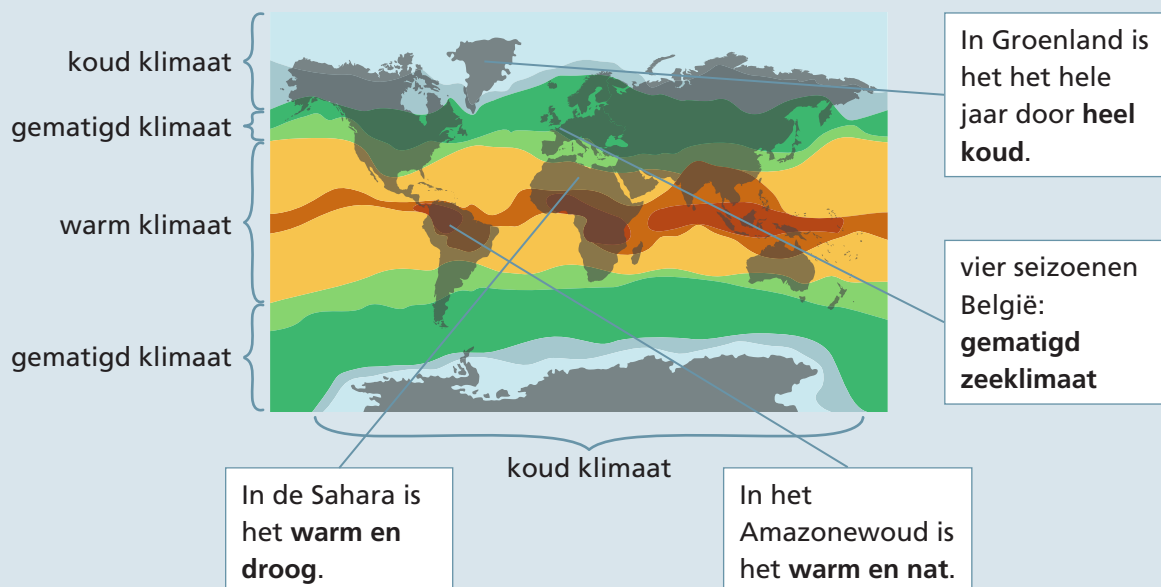 koud klimaat
gematigd klimaat
warm klimaat
gematigd klimaat
koud klimaat
In Groenland is
het het hele
jaar door heel
koud.
vier seizoenen
België:
gematigd
zeeklimaat
In de Sahara is
het warm en
droog.
In het
Amazonewoud is
het warm en nat.